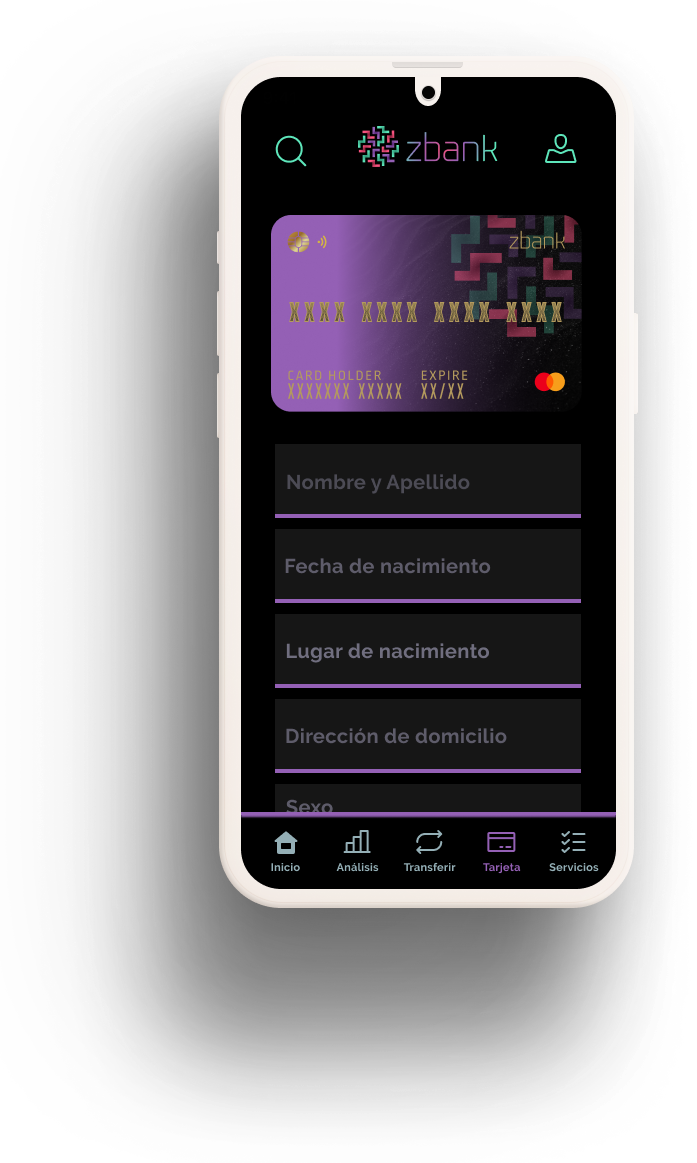 zbank
zbank
XXXX XXXX XXXX XXXX
CARD HOLDER EXPIRE
XXXXXXX XXXXX XX/XX
Nombre y Apellido
Fecha de nacimiento
Lugar de nacimiento
Dirección de domicilio
Sexo
Inicio Análisis Transferir Tarjeta Servicios